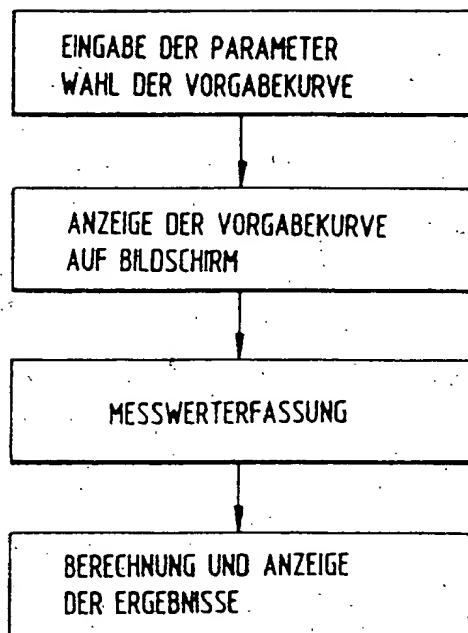 EINGABE DER PARAMETER
WAHL DER VORGABEKURVE
ANZEIGE DER VORGABEKURVE
AUF BILDSCHIRM
MESSWERTERFASSUNG
BERECHNUNG UND ANZEIGE
DER ERGEBNISSE